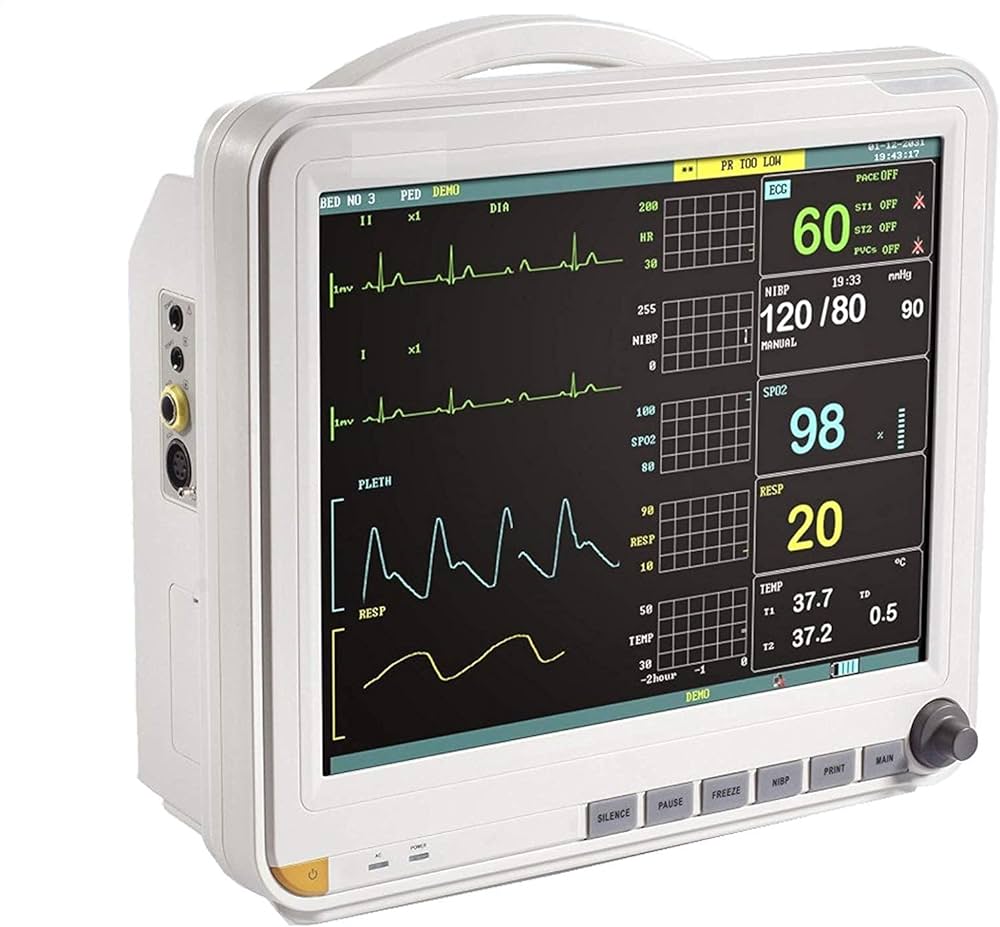 BED NO 3 PED DEMO
** PR TOO LOW
01-12-2031
19:43:17
II x1 DIA
1mv
I x1
1mv
PLETH
RESP
200
HR
30
255
NIBP
0
100
SPO2
80
90
RESP
10
50
TEMP
30
-2hour -1 0
ECG
PACE OFF
60
ST1 OFF
ST2 OFF
PVCs OFF
NIBP 19:33 mmHg
120/80 90
MANUAL
SPO2
98 %
RESP
20
°C
TEMP
T1 37.7 TD
0.5
T2 37.2
DEMO
SILENCE PAUSE FREEZE NIBP PRINT MAIN
AC POWER